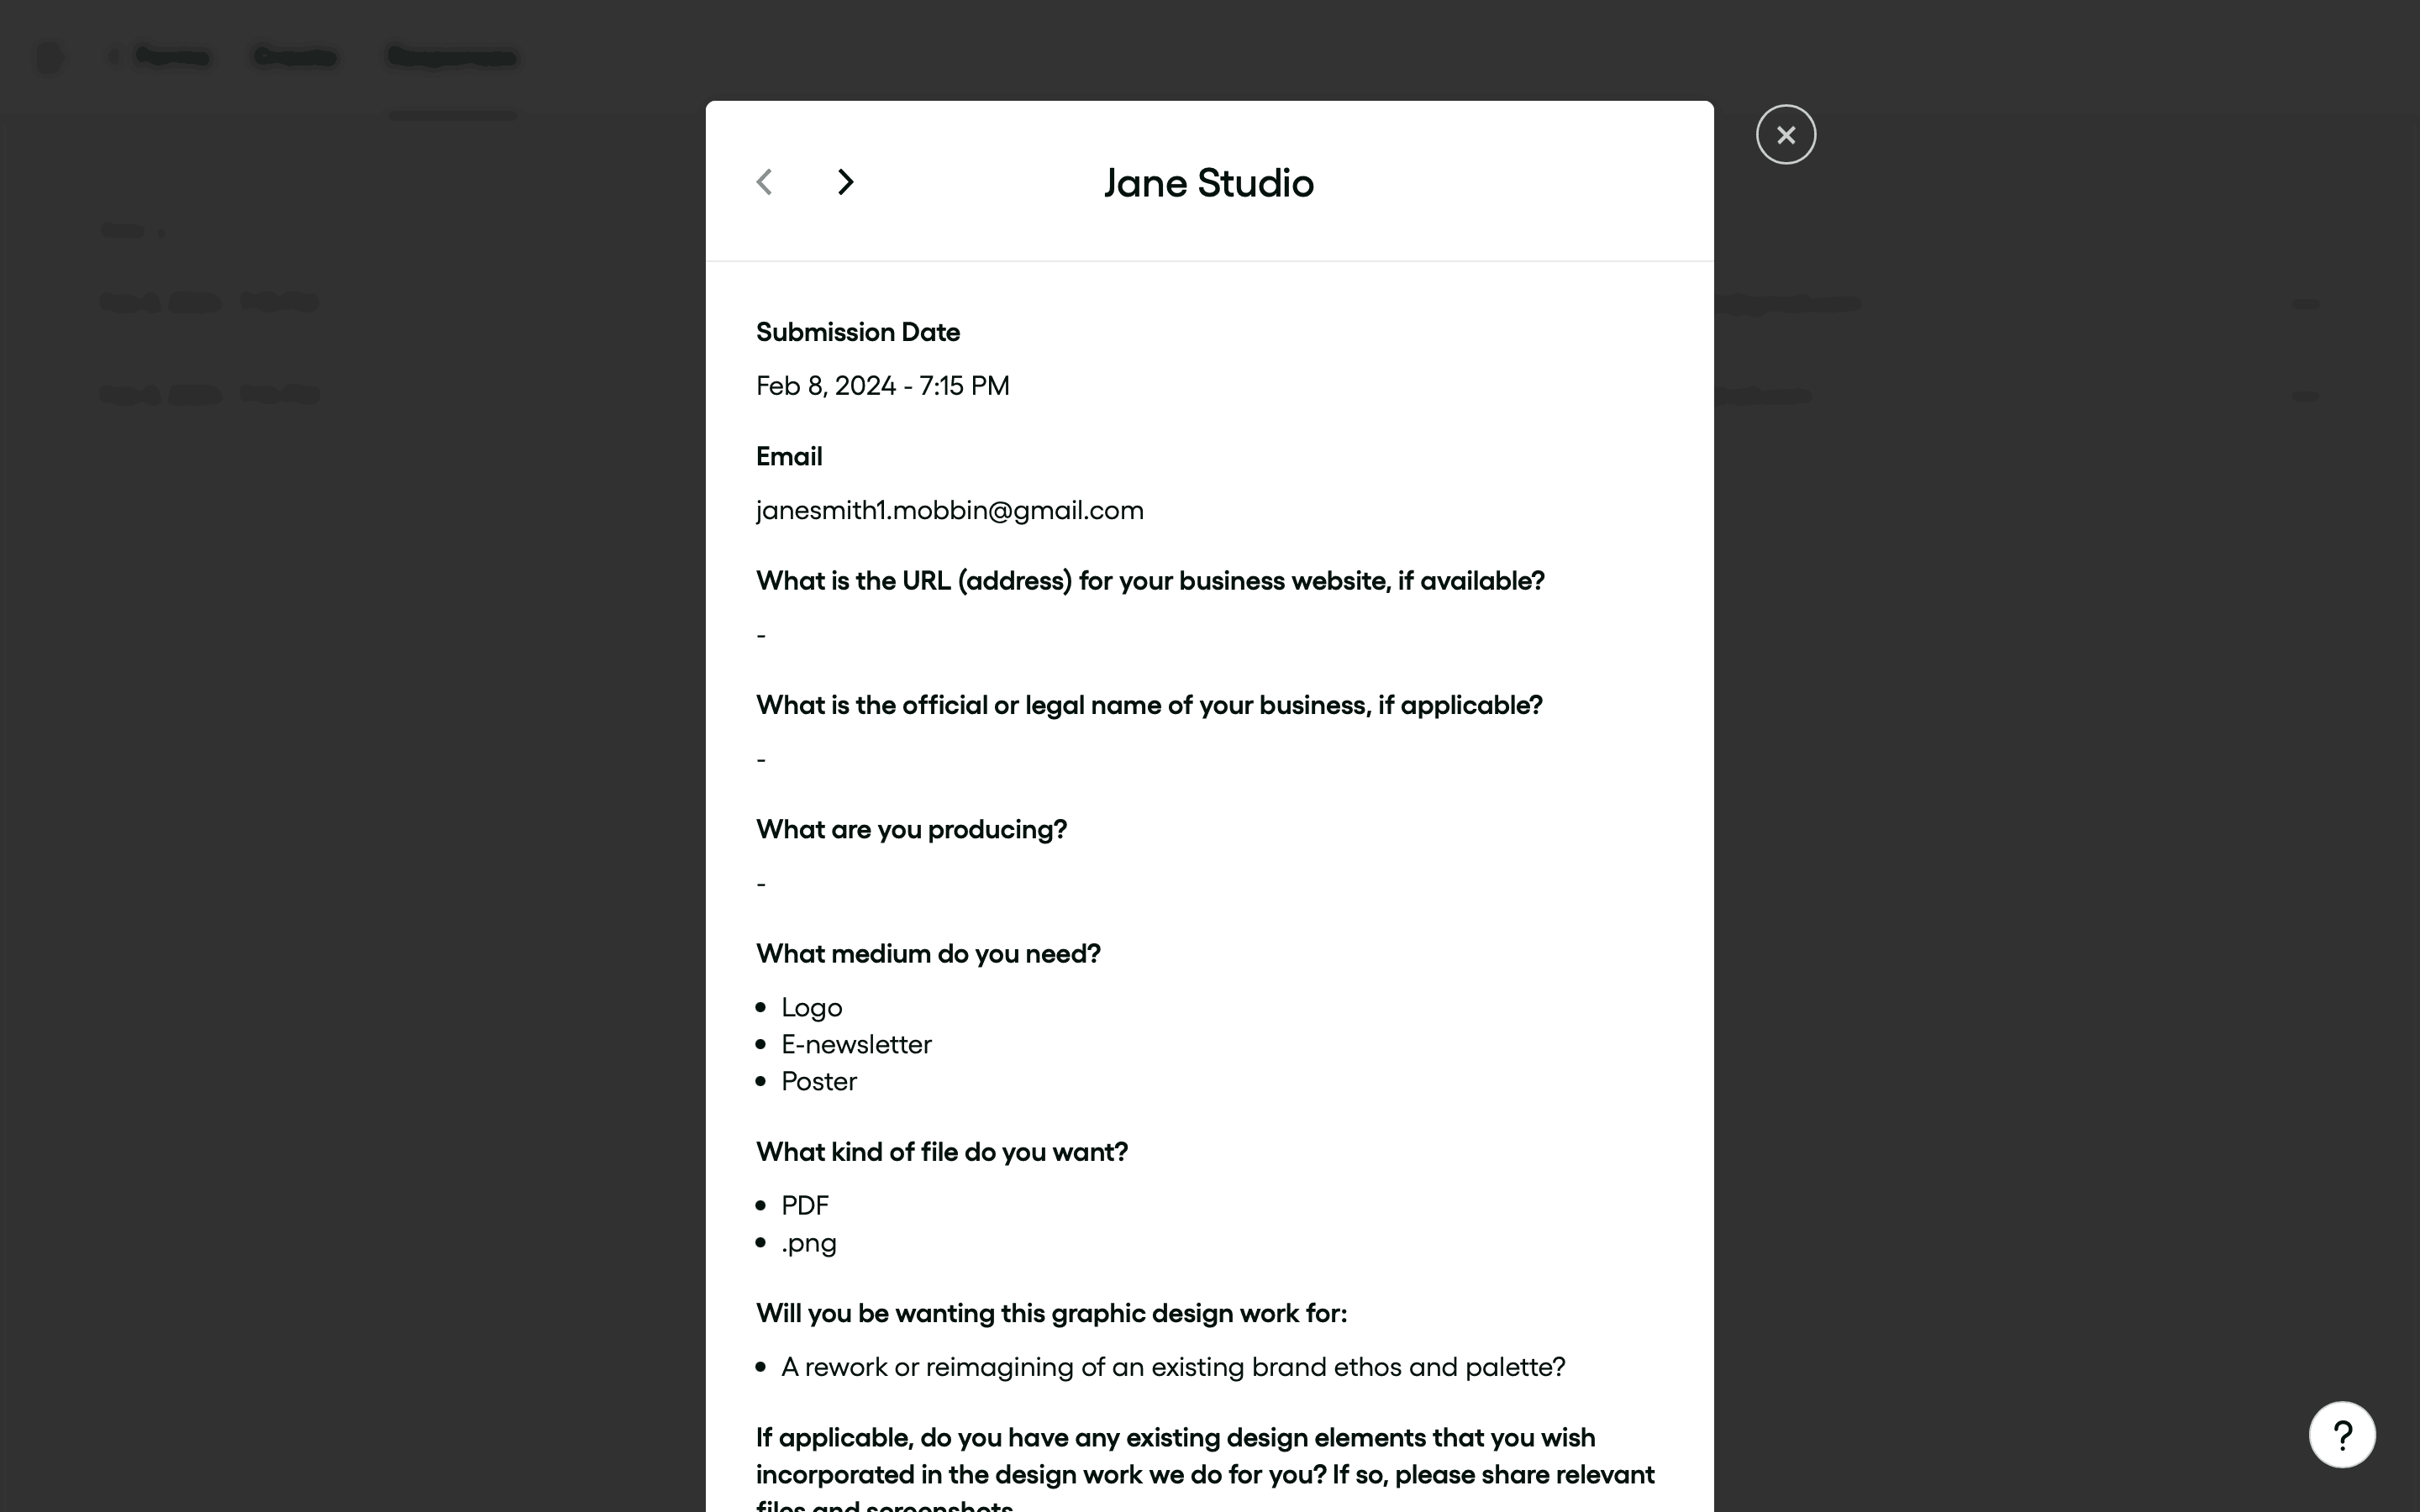 Jane Studio
Submission Date
Feb 8, 2024 - 7:15 PM
Email
janesmith1.mobbin@gmail.com
What is the URL (address) for your business website, if available?
-
What is the official or legal name of your business, if applicable?
-
What are you producing?
-
What medium do you need?
• Logo
• E-newsletter
• Poster
What kind of file do you want?
• PDF
• .png
Will you be wanting this graphic design work for:
• A rework or reimagining of an existing brand ethos and palette?
If applicable, do you have any existing design elements that you wish
incorporated in the design work we do for you? If so, please share relevant
files and screenshots.
?